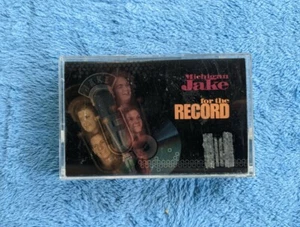 Michigan
Jake
for the
RECORD